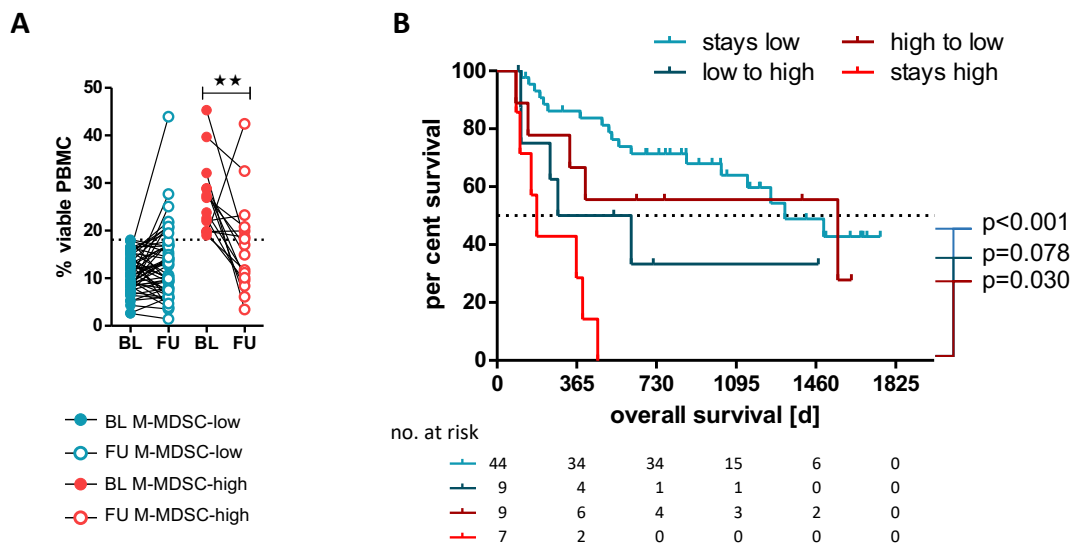 A
B
stays low
high to low
low to high
stays high
★★
% viable PBMC
50
40
30
20
10
0
BL FU BL FU
per cent survival
100
80
60
40
20
0
0 365 730 1095 1460 1825
overall survival [d]
p<0.001
p=0.078
p=0.030
BL M-MDSC-low
FU M-MDSC-low
BL M-MDSC-high
FU M-MDSC-high
no. at risk
44 34 34 15 6 0
9 4 1 1 0 0
9 6 4 3 2 0
7 2 0 0 0 0